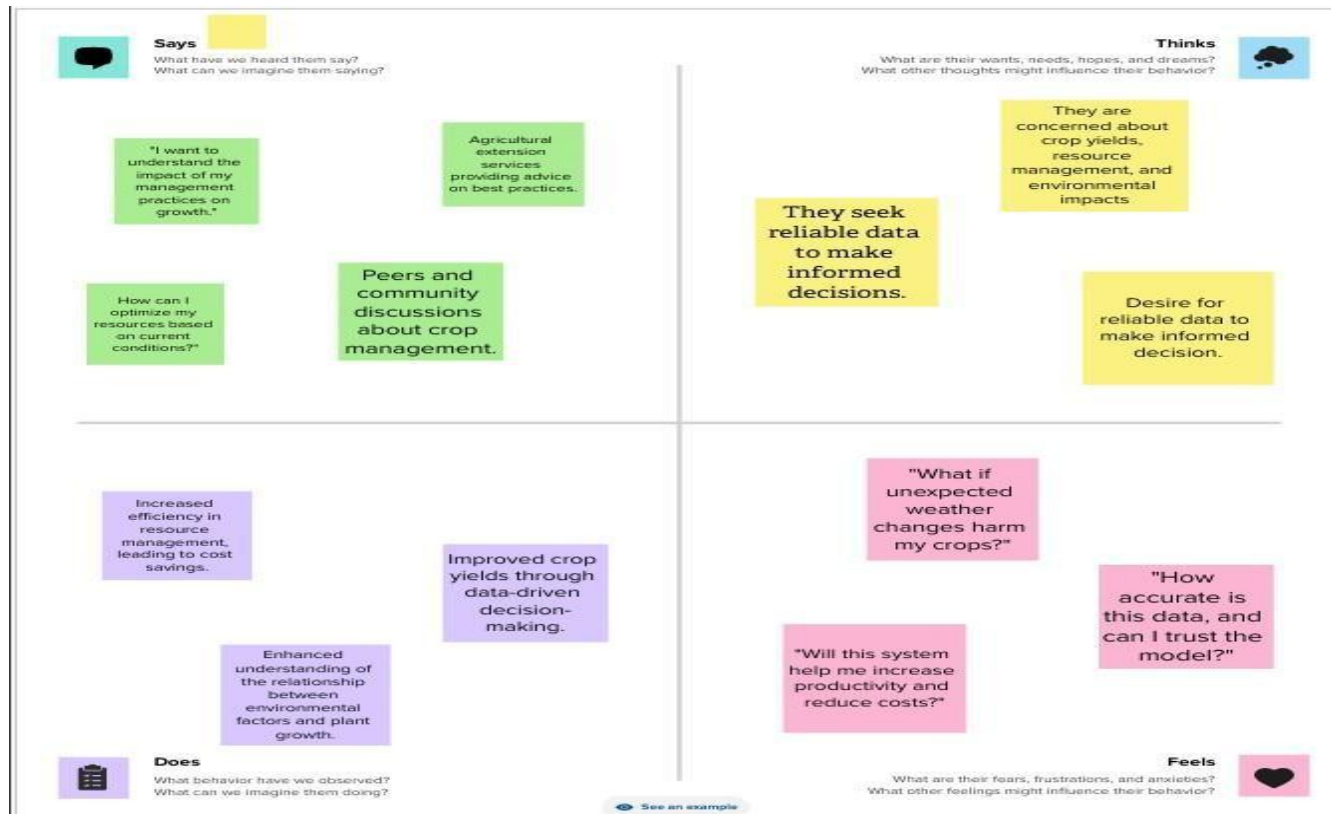 Says
What have we heard them say?
What can we imagine them saying?
"I want to
understand the
impact of my
management
practices on
growth."
Agricultural
extension
services
providing advice
on best practices.
How can I
optimize my
resources based
on current
conditions?"
Peers and
community
discussions
about crop
management.
Thinks
What are their wants, needs, hopes, and dreams?
What other thoughts might influence their behavior?
They are
concerned about
crop yields,
resource
management, and
environmental
impacts
They seek
reliable data
to make
informed
decisions.
Desire for
reliable data to
make informed
decision.
Increased
efficiency in
resource
management,
leading to cost
savings.
Improved crop
yields through
data-driven
decision-
making.
Enhanced
understanding of
the relationship
between
environmental
factors and plant
growth.
Does
What behavior have we observed?
What can we imagine them doing?
"What if
unexpected
weather
changes harm
my crops?"
"How
accurate is
this data, and
can I trust the
model?"
"Will this system
help me increase
productivity and
reduce costs?"
Feels
What are their fears, frustrations, and anxieties?
What other feelings might influence their behavior?
See an example